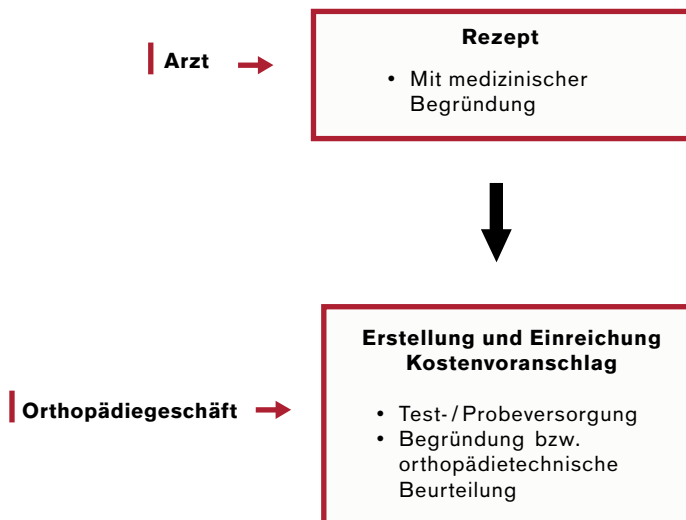 Arzt
Rezept
• Mit medizinischer
Begründung
Orthopädiegeschäft
Erstellung und Einreichung
Kostenvoranschlag
• Test-/Probeversorgung
• Begründung bzw.
orthopädietechnische
Beurteilung